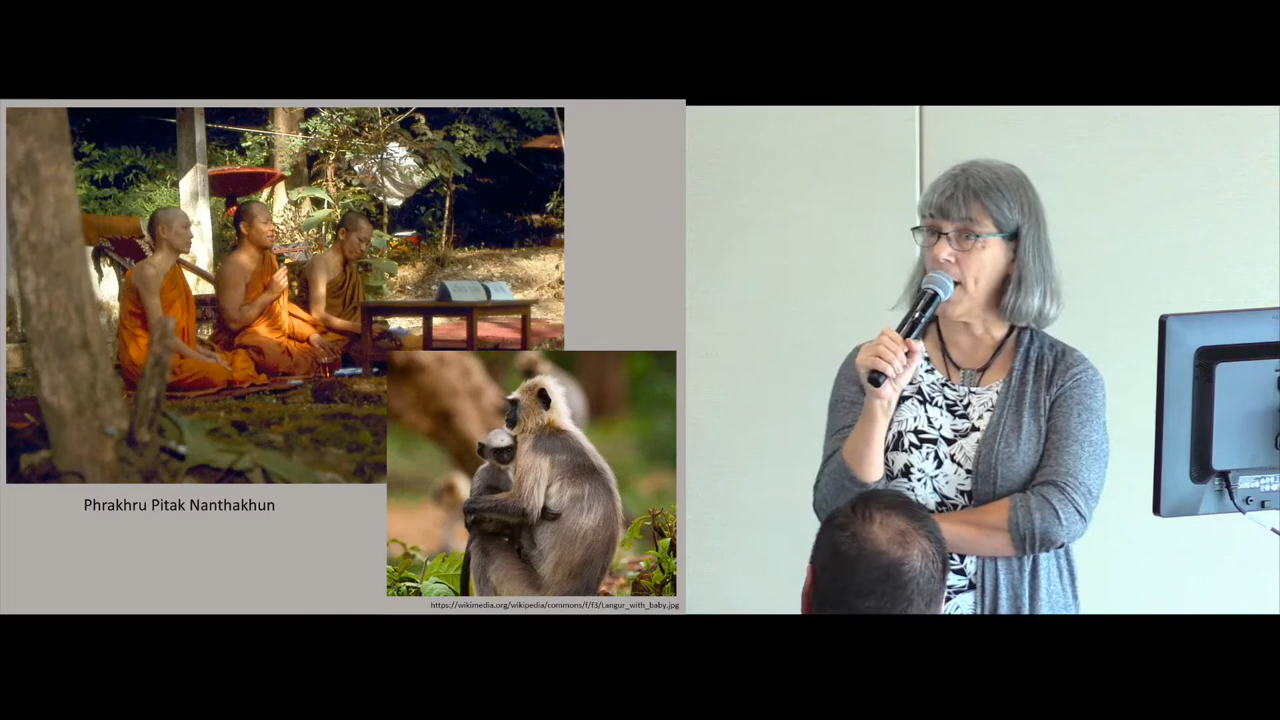 Phrakhru Pitak Nanthakhun
https://wikimedia.org/wikipedia/commons/f/f3/Langur_with_baby.jpg